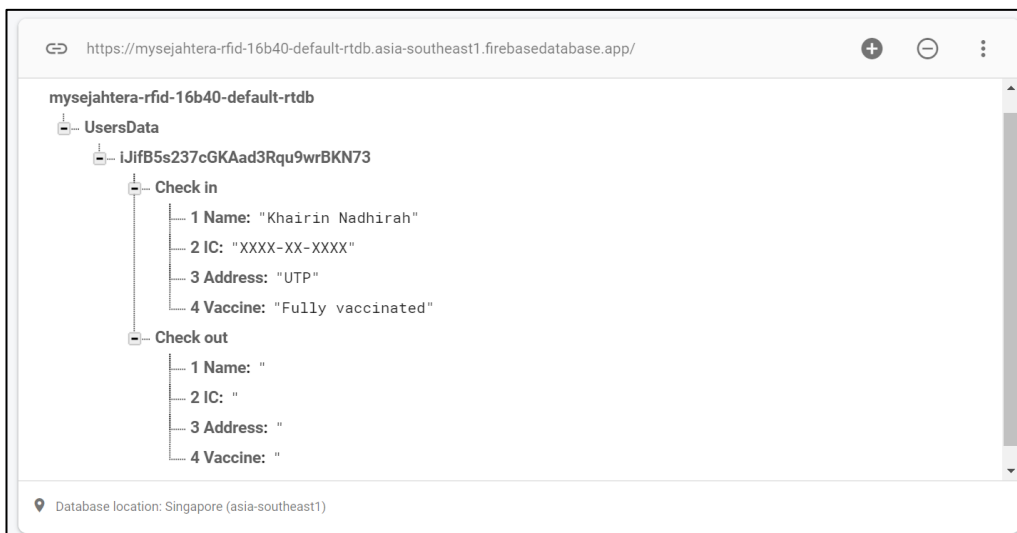 https://mysejahtera-rfid-16b40-default-rtdb.asia-southeast1.firebasedatabase.app/
mysejahtera-rfid-16b40-default-rtdb
UsersData
iJifB5s237cGKAad3Rqu9wrBKN73
Check in
1 Name: "Khairin Nadhirah"
2 IC: "XXXX-XX-XXXX"
3 Address: "UTP"
4 Vaccine: "Fully vaccinated"
Check out
1 Name: "
2 IC: "
3 Address: "
4 Vaccine: "
Database location: Singapore (asia-southeast1)